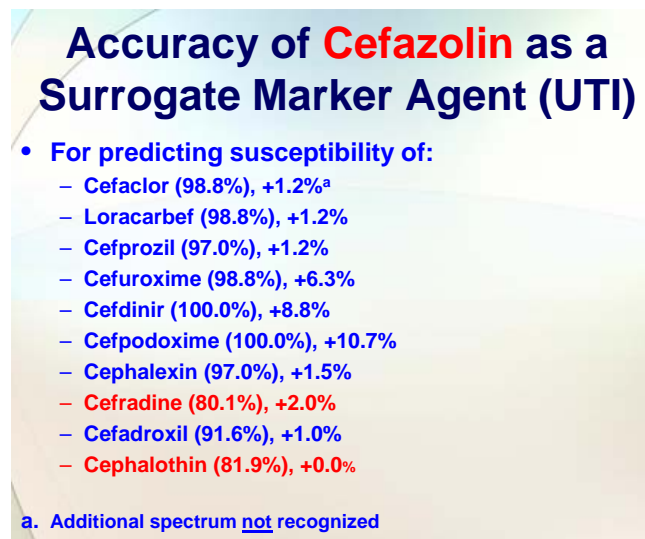 Accuracy of Cefazolin as a
Surrogate Marker Agent (UTI)
• For predicting susceptibility of:
– Cefaclor (98.8%), +1.2%ᵃ
– Loracarbef (98.8%), +1.2%
– Cefprozil (97.0%), +1.2%
– Cefuroxime (98.8%), +6.3%
– Cefdinir (100.0%), +8.8%
– Cefpodoxime (100.0%), +10.7%
– Cephalexin (97.0%), +1.5%
– Cefradine (80.1%), +2.0%
– Cefadroxil (91.6%), +1.0%
– Cephalothin (81.9%), +0.0%
a. Additional spectrum not recognized